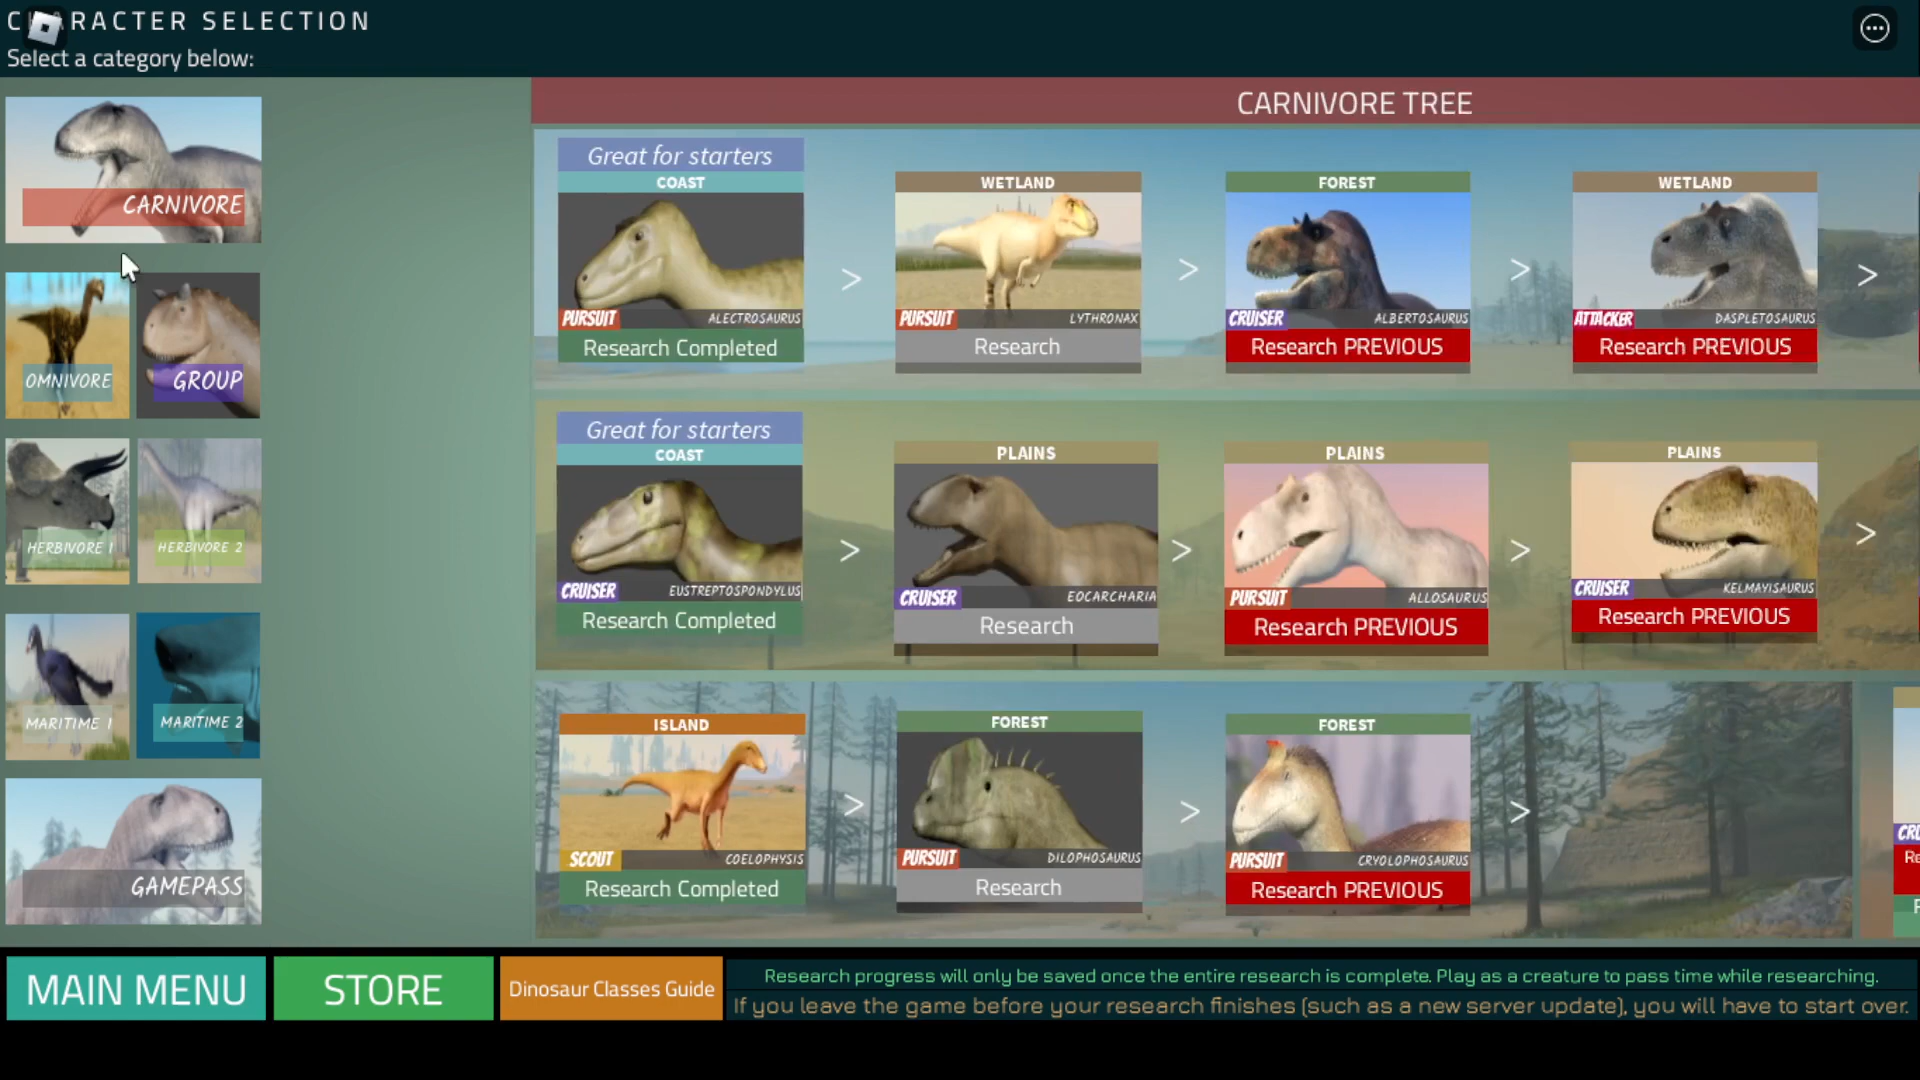 C RACTER SELECTION
Select a category below:
CARNIVORE
OMNIVORE
GROUP
HERBIVORE 1
HERBIVORE 2
MARITIME 1
MARITIME 2
GAMEPASS
CARNIVORE TREE
Great for starters
COAST
PURSUIT
ALECTROSAURUS
Research Completed
>
WETLAND
PURSUIT
LYTHRONAX
Research
>
FOREST
CRUISER
ALBERTOSAURUS
Research PREVIOUS
>
WETLAND
ATTACKER
DASPLETOSAURUS
Research PREVIOUS
>
Great for starters
COAST
CRUISER
EUSTREPTOSPONDYLUS
Research Completed
>
PLAINS
CRUISER
EOCARCHARIA
Research
>
PLAINS
PURSUIT
ALLOSAURUS
Research PREVIOUS
>
PLAINS
CRUISER
KELMAYISAURUS
Research PREVIOUS
>
ISLAND
SCOUT
COELOPHYSIS
Research Completed
>
FOREST
PURSUIT
DILOPHOSAURUS
Research
>
FOREST
PURSUIT
CRYOLOPHOSAURUS
Research PREVIOUS
>
MAIN MENU
STORE
Dinosaur Classes Guide
Research progress will only be saved once the entire research is complete. Play as a creature to pass time while researching.
If you leave the game before your research finishes (such as a new server update), you will have to start over.